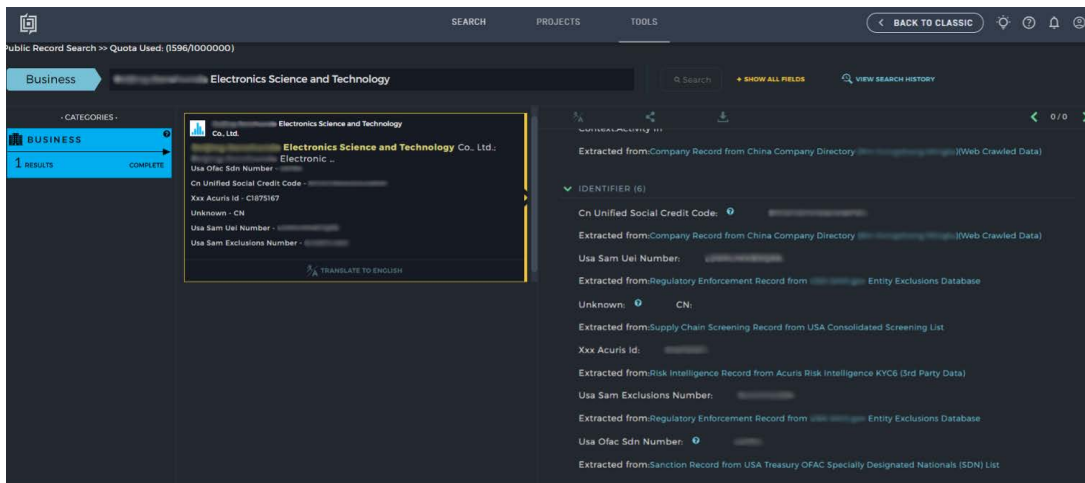 SEARCH
PROJECTS
TOOLS
< BACK TO CLASSIC
Public Record Search >> Quota Used: (1596/1000000)
Business
Electronics Science and Technology
Search
+ SHOW ALL FIELDS
VIEW SEARCH HISTORY
• CATEGORIES •
BUSINESS
1 RESULTS COMPLETE
Electronics Science and Technology
Co., Ltd.
Electronics Science and Technology Co., Ltd.;
Electronic ..
Usa Ofac Sdn Number -
Cn Unified Social Credit Code -
Xxx Acuris Id - C1875167
Unknown - CN
Usa Sam Uei Number -
Usa Sam Exclusions Number -
TRANSLATE TO ENGLISH
0/0
Extracted from:Company Record from China Company Directory (Web Crawled Data)
IDENTIFIER (6)
Cn Unified Social Credit Code:
Extracted from:Company Record from China Company Directory (Web Crawled Data)
Usa Sam Uei Number:
Extracted from:Regulatory Enforcement Record from Entity Exclusions Database
Unknown: CN:
Extracted from:Supply Chain Screening Record from USA Consolidated Screening List
Xxx Acuris Id:
Extracted from:Risk Intelligence Record from Acuris Risk Intelligence KYC6 (3rd Party Data)
Usa Sam Exclusions Number:
Extracted from:Regulatory Enforcement Record from Entity Exclusions Database
Usa Ofac Sdn Number:
Extracted from:Sanction Record from USA Treasury OFAC Specially Designated Nationals (SDN) List